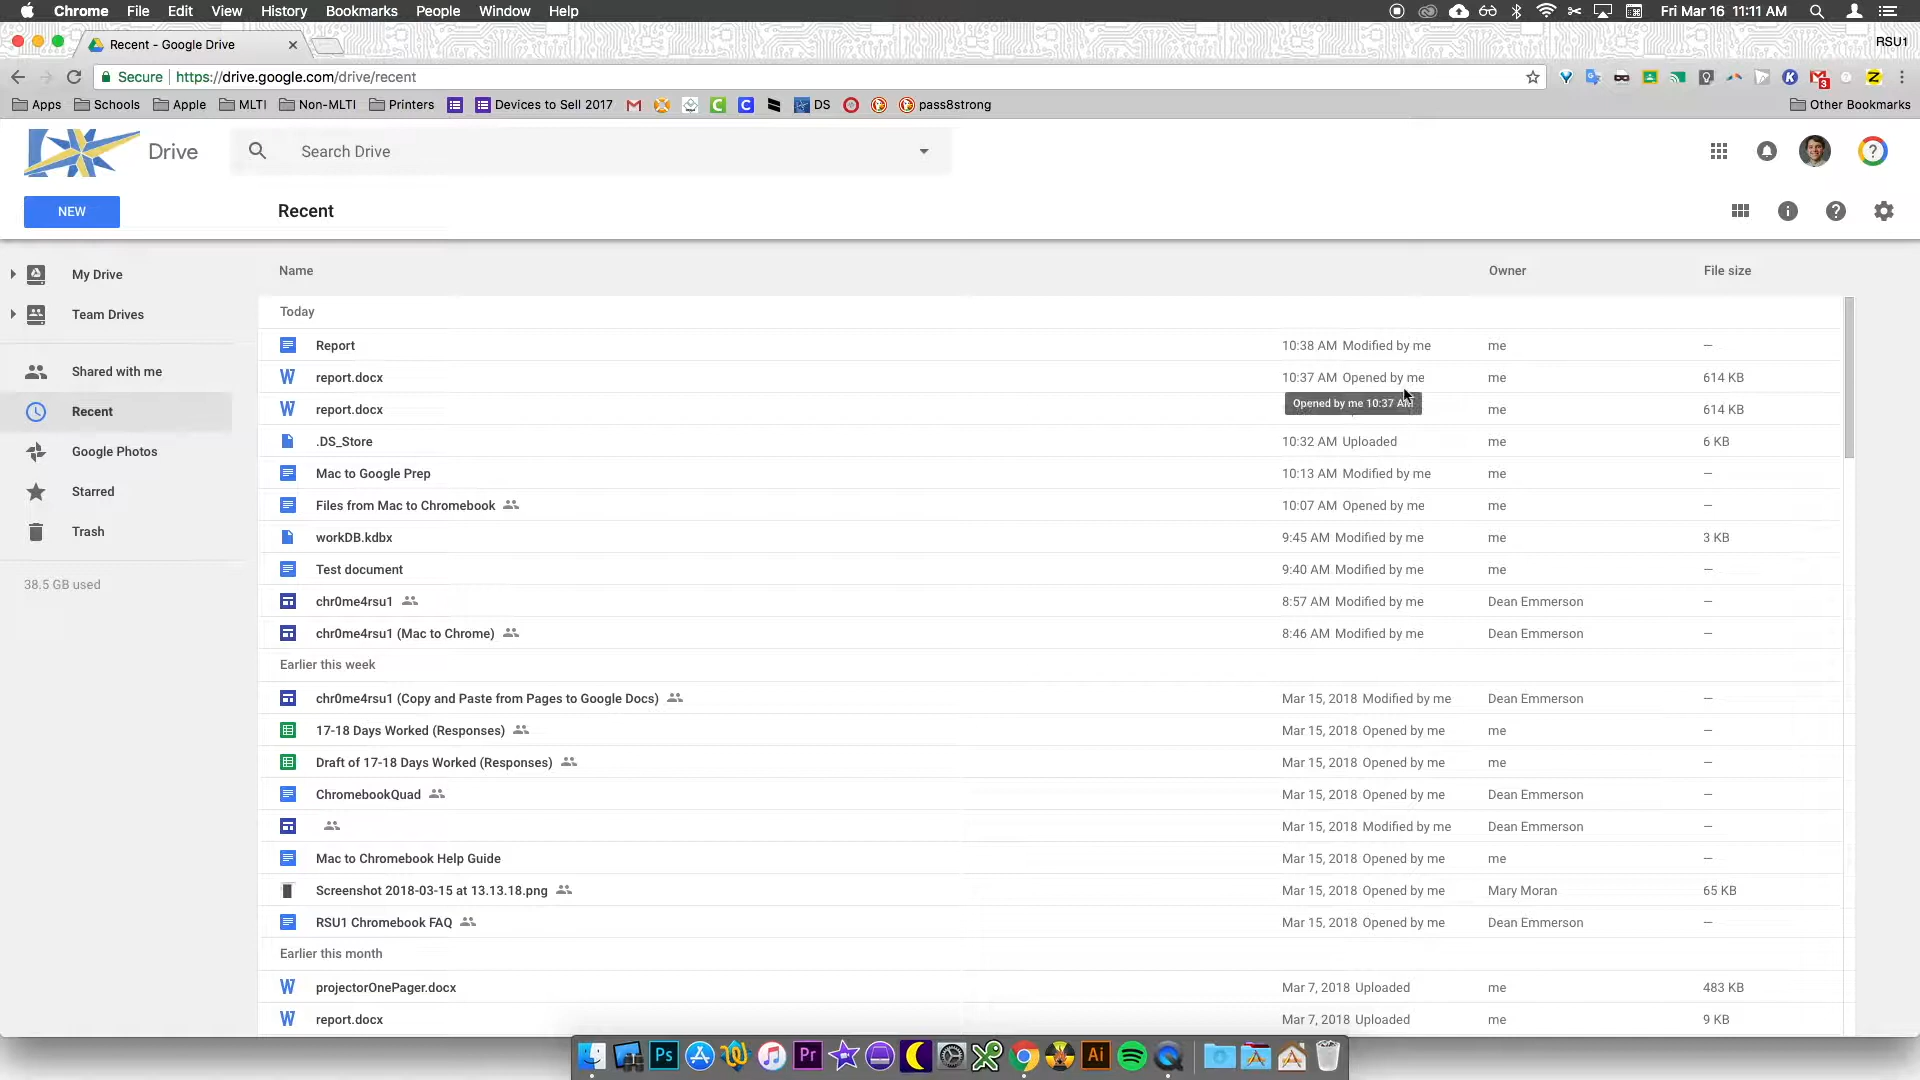 Chrome File Edit View History Bookmarks People Window Help Fri Mar 16 11:11 AM
Recent - Google Drive RSU1
Secure https://drive.google.com/drive/recent
Apps Schools Apple MLTI Non-MLTI Printers Devices to Sell 2017 DS pass8strong Other Bookmarks
Drive Search Drive
NEW Recent
My Drive
Team Drives
Shared with me
Recent
Google Photos
Starred
Trash
38.5 GB used
Name Owner File size
Today
Report 10:38 AM Modified by me me —
report.docx 10:37 AM Opened by me me 614 KB
Opened by me 10:37 AM
report.docx me 614 KB
.DS_Store 10:32 AM Uploaded me 6 KB
Mac to Google Prep 10:13 AM Modified by me me —
Files from Mac to Chromebook 10:07 AM Opened by me me —
workDB.kdbx 9:45 AM Modified by me me 3 KB
Test document 9:40 AM Modified by me me —
chr0me4rsu1 8:57 AM Modified by me Dean Emmerson —
chr0me4rsu1 (Mac to Chrome) 8:46 AM Modified by me Dean Emmerson —
Earlier this week
chr0me4rsu1 (Copy and Paste from Pages to Google Docs) Mar 15, 2018 Modified by me Dean Emmerson —
17-18 Days Worked (Responses) Mar 15, 2018 Opened by me me —
Draft of 17-18 Days Worked (Responses) Mar 15, 2018 Opened by me me —
ChromebookQuad Mar 15, 2018 Opened by me Dean Emmerson —
Mar 15, 2018 Modified by me Dean Emmerson —
Mac to Chromebook Help Guide Mar 15, 2018 Opened by me me —
Screenshot 2018-03-15 at 13.13.18.png Mar 15, 2018 Opened by me Mary Moran 65 KB
RSU1 Chromebook FAQ Mar 15, 2018 Opened by me Dean Emmerson —
Earlier this month
projectorOnePager.docx Mar 7, 2018 Uploaded me 483 KB
report.docx Mar 7, 2018 Uploaded me 9 KB
Ps Pr Ai